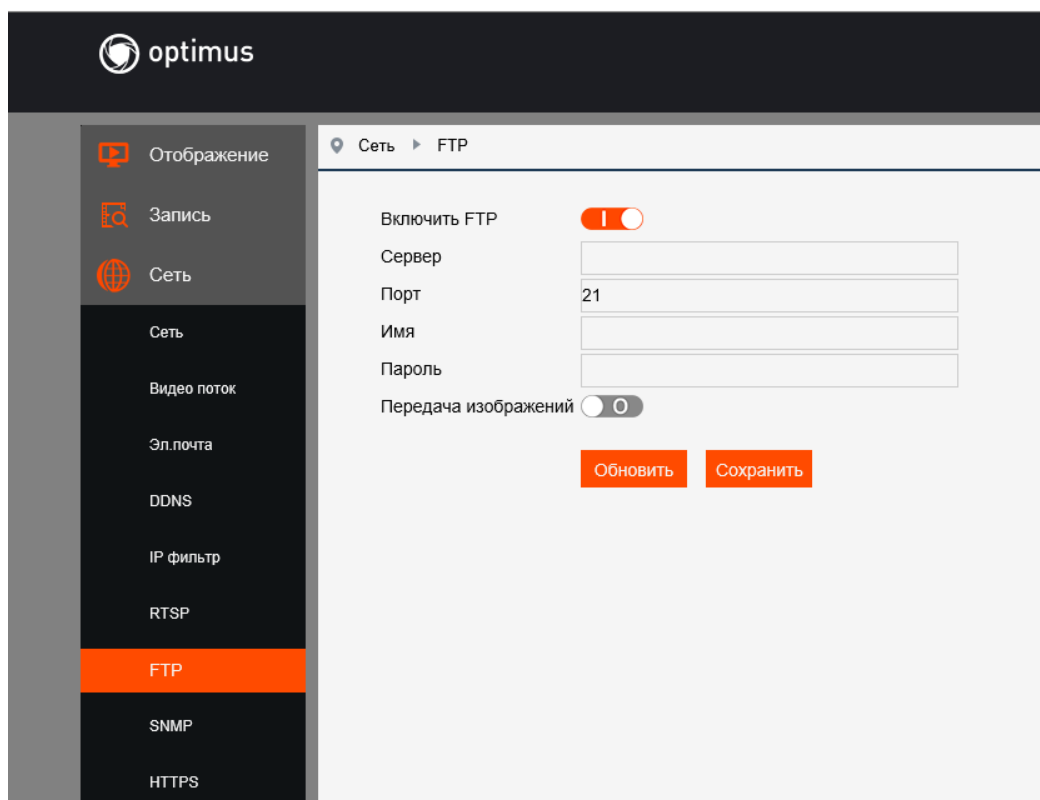 optimus
Отображение
Запись
Сеть
Сеть
Видео поток
Эл.почта
DDNS
IP фильтр
RTSP
FTP
SNMP
HTTPS
Сеть FTP
Включить FTP
Сервер
Порт 21
Имя
Пароль
Передача изображений
Обновить Сохранить